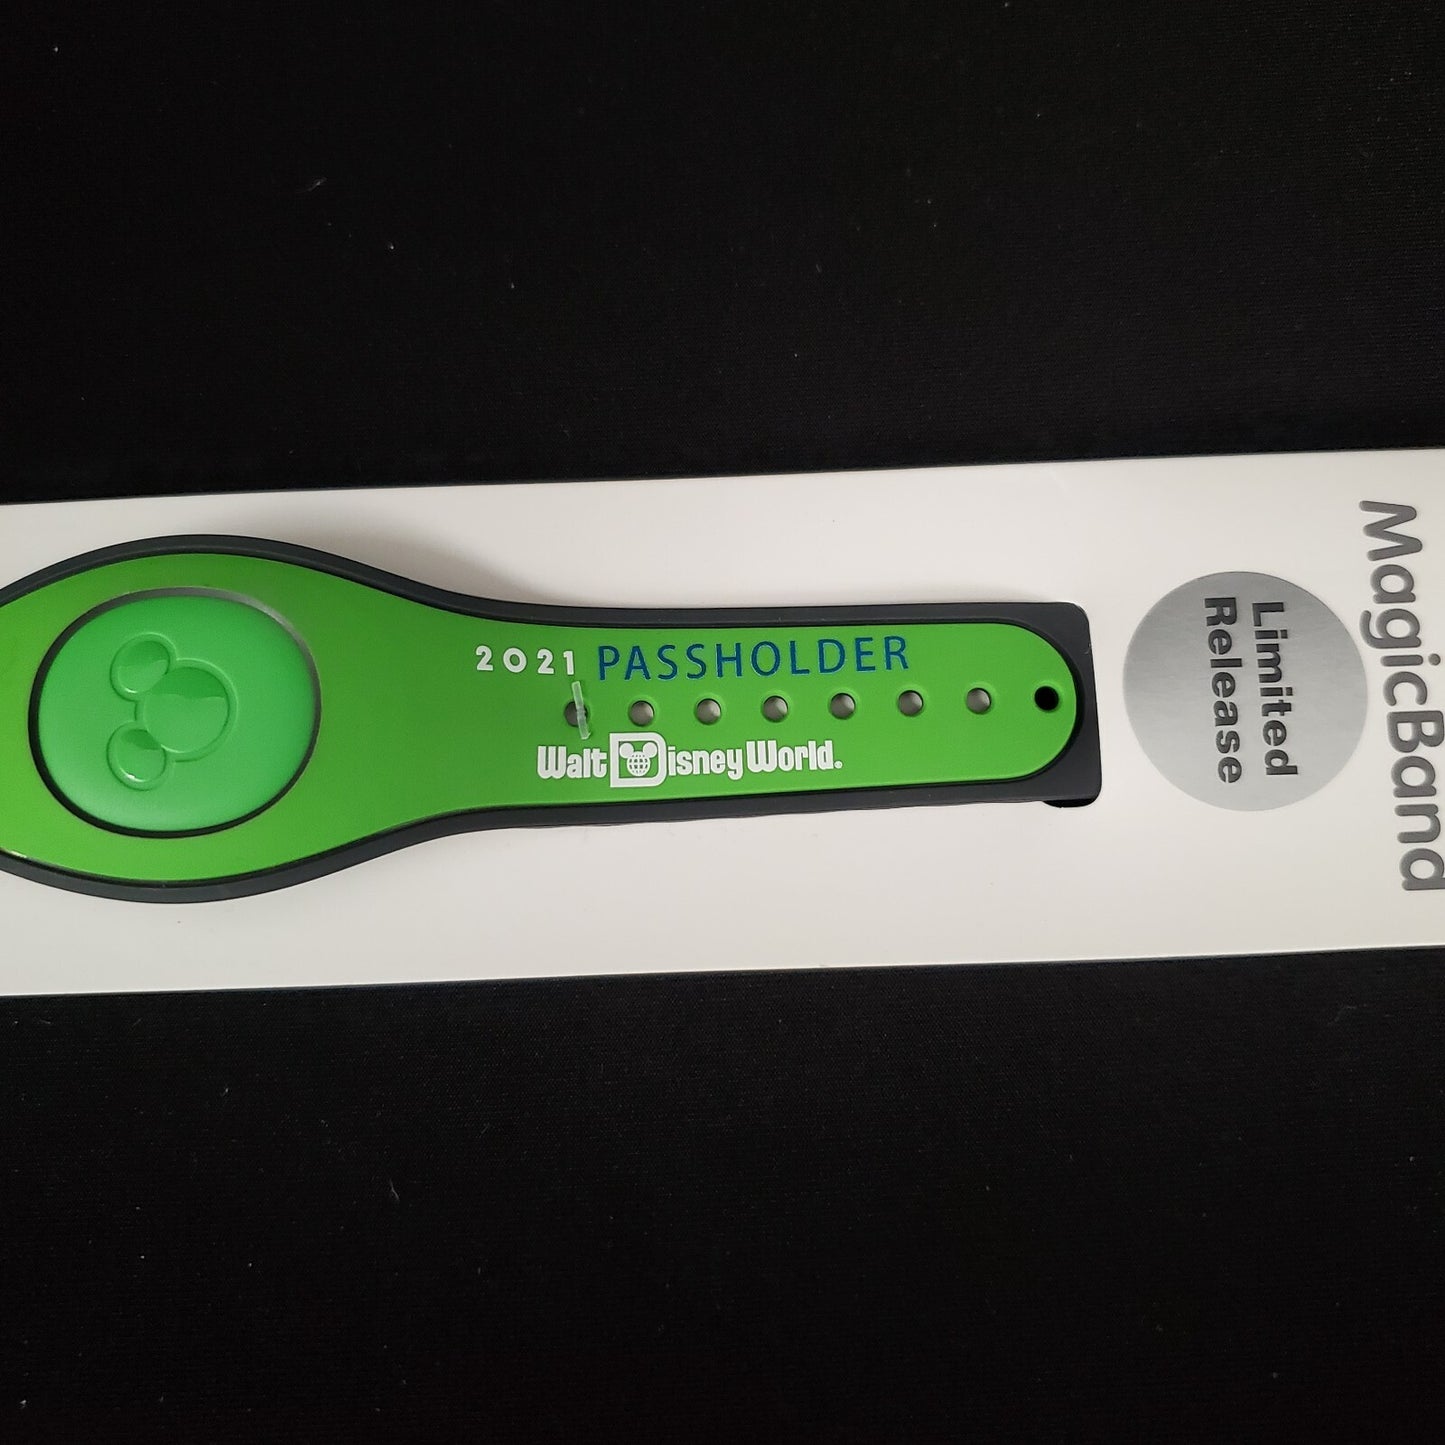 2021 PASSHOLDER
Walt Disney World.
Limited
Release
MagicBand